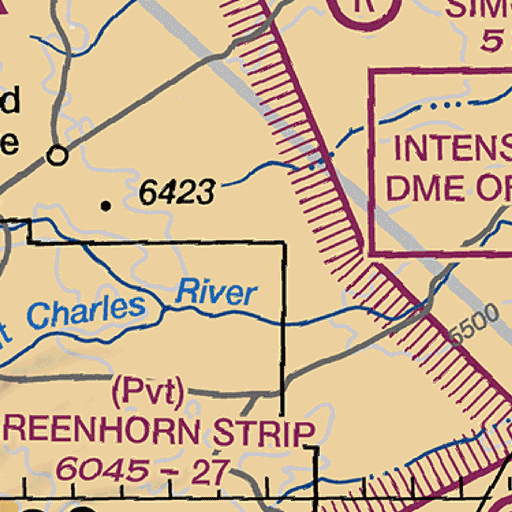 R
SIM
5
d
e
INTENS
DME OF
6423
t Charles River
5500
(Pvt)
REENHORN STRIP
6045 - 27